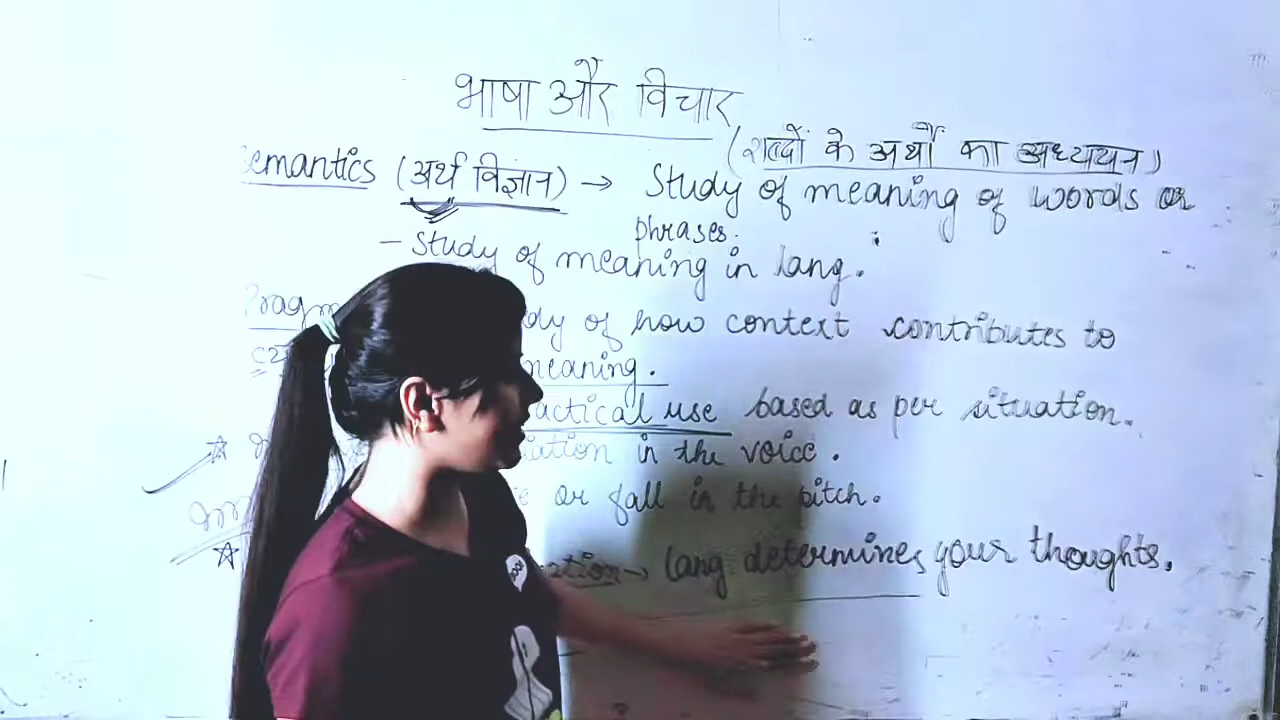 भाषा और विचार
(शब्दों के अर्थों का अध्ययन)
Semantics (अर्थ विज्ञान) → Study of meaning of words or
phrases.
- Study of meaning in lang.
of how context contributes to
meaning.
use based as per situation.
in the voice.
or fall in the pitch.
→ lang determines your thoughts.